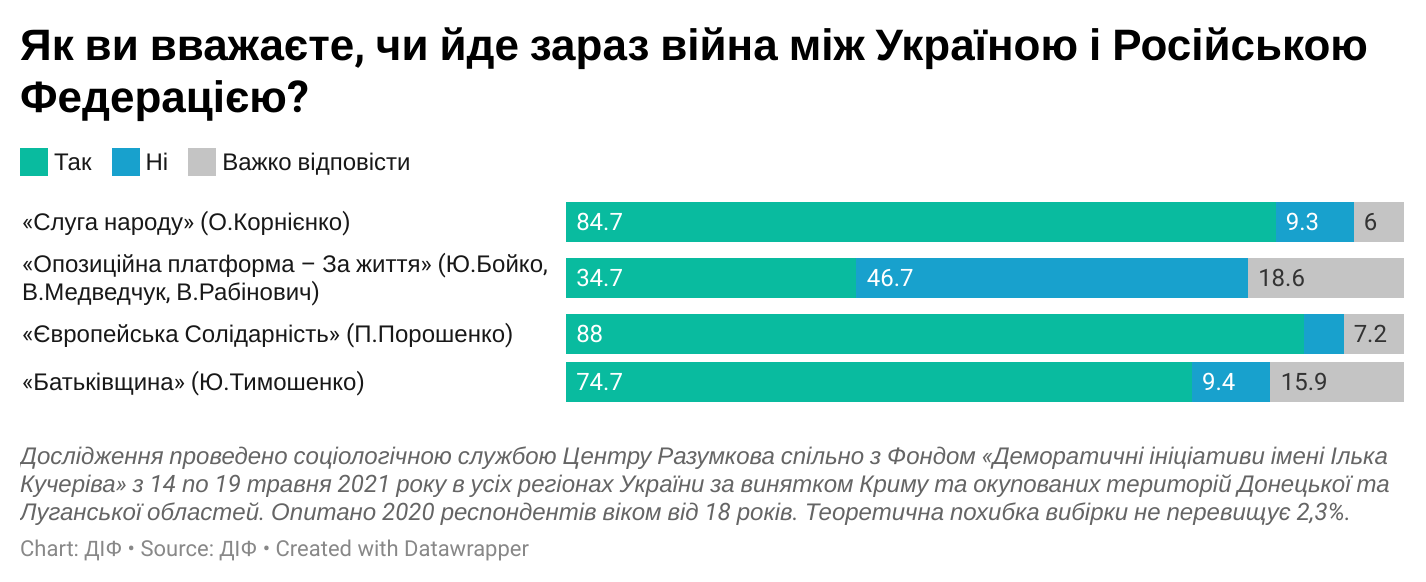 Як ви вважаєте, чи йде зараз війна між Україною і Російською
Федерацією?
Так Ні Важко відповісти
«Слуга народу» (О.Корнієнко) 84.7 9.3 6
«Опозиційна платформа – За життя» (Ю.Бойко,
В.Медведчук, В.Рабінович) 34.7 46.7 18.6
«Європейська Солідарність» (П.Порошенко) 88 7.2
«Батьківщина» (Ю.Тимошенко) 74.7 9.4 15.9
Дослідження проведено соціологічною службою Центру Разумкова спільно з Фондом «Деморатичні ініціативи імені Ілька
Кучеріва» з 14 по 19 травня 2021 року в усіх регіонах України за винятком Криму та окупованих територій Донецької та
Луганської областей. Опитано 2020 респондентів віком від 18 років. Теоретична похибка вибірки не перевищує 2,3%.
Chart: ДІФ • Source: ДІФ • Created with Datawrapper